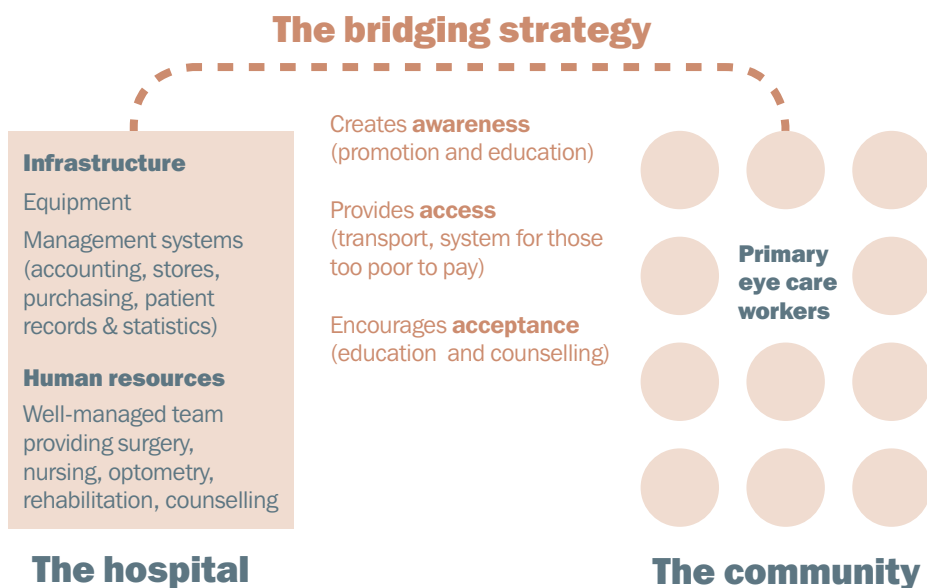 The bridging strategy
Infrastructure
Equipment
Management systems
(accounting, stores,
purchasing, patient
records & statistics)
Human resources
Well-managed team
providing surgery,
nursing, optometry,
rehabilitation, counselling
The hospital
Creates awareness
(promotion and education)
Provides access
(transport, system for those
too poor to pay)
Encourages acceptance
(education and counselling)
Primary
eye care
workers
The community